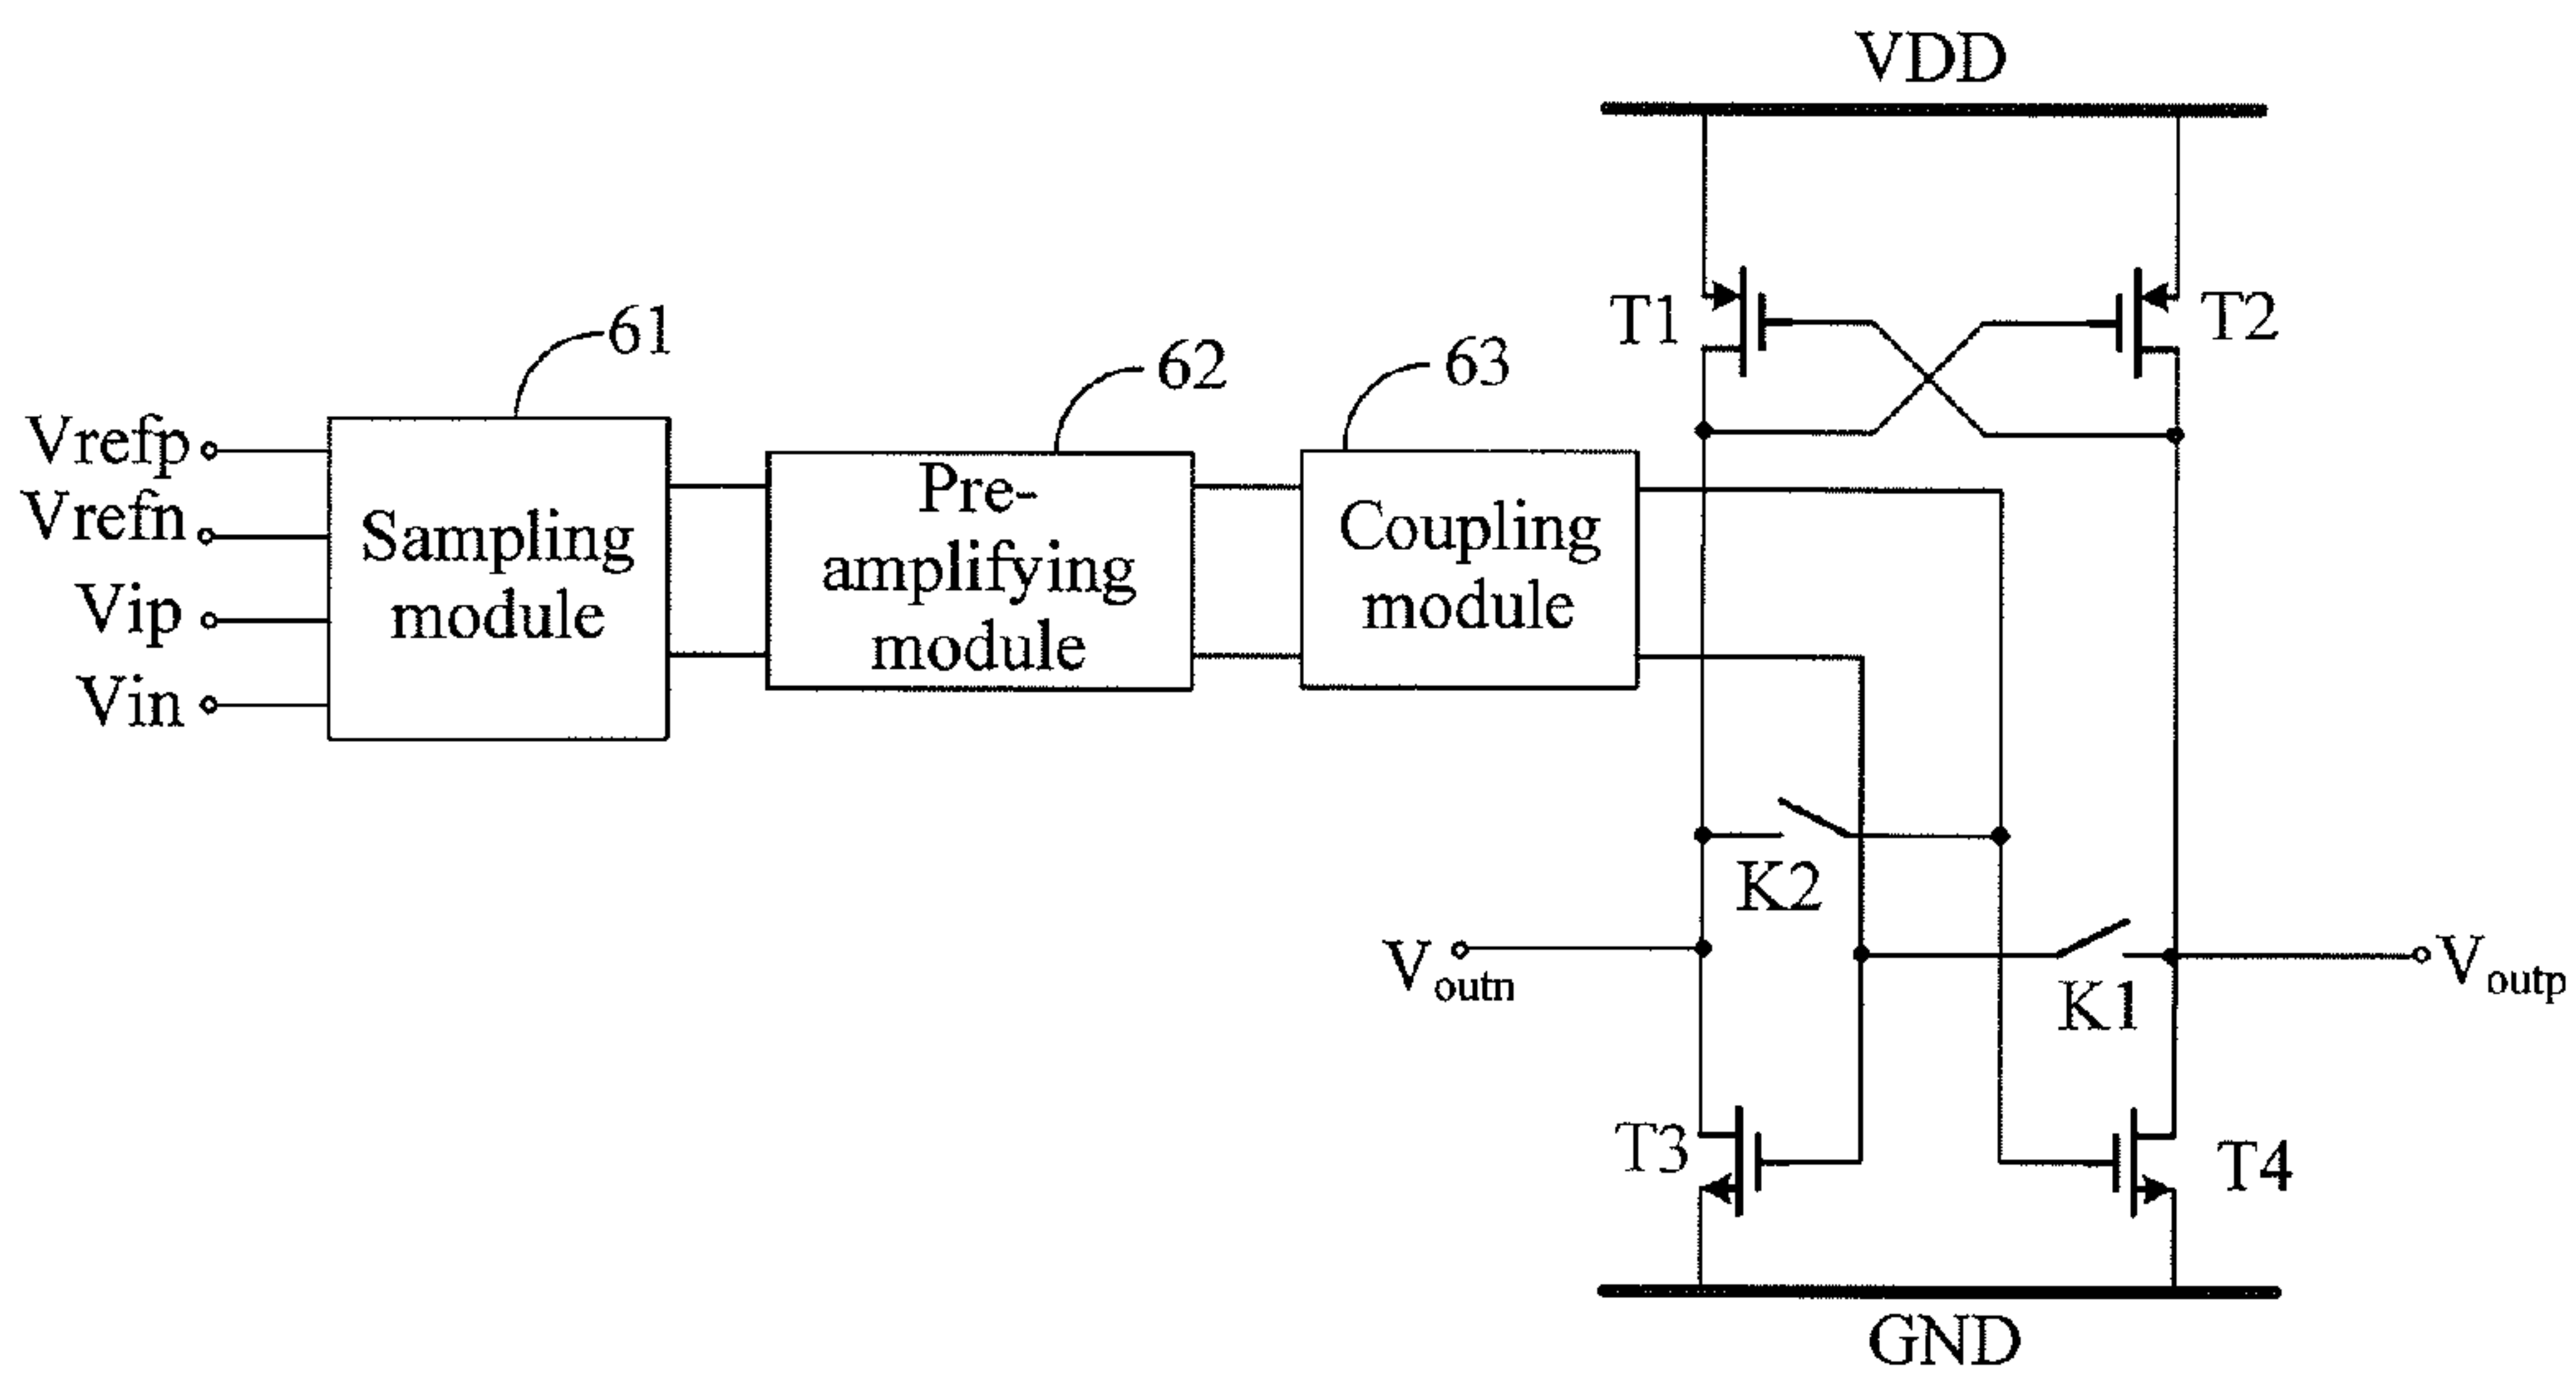 VDD
61
62
63
T1
T2
Vrefp
Vrefn
Vip
Vin
Sampling
module
Pre-
amplifying
module
Coupling
module
K2
K1
Voutn
Voutp
T3
T4
GND